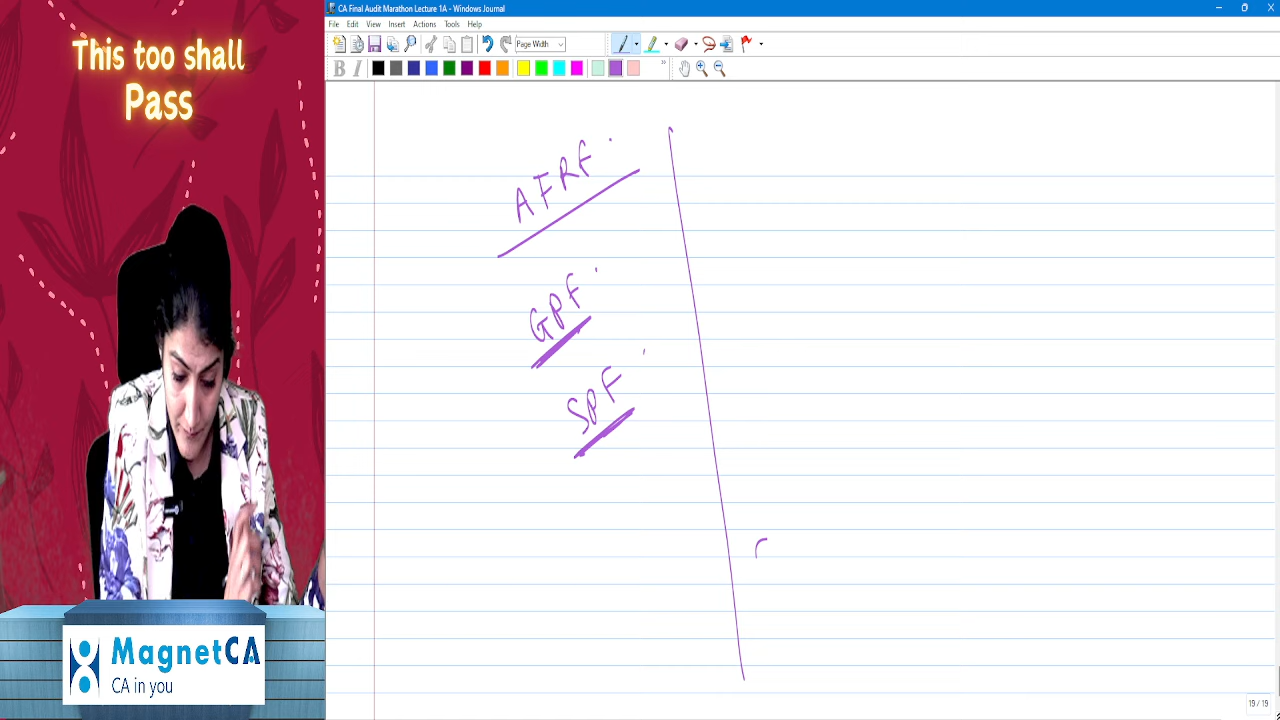 This too shall
Pass
CA Final Audit Marathon Lecture 1A - Windows Journal
File Edit View Insert Actions Tools Help
Page Width
B I
AFRF
GPF
SPF
MagnetCA
CA in you
19 / 19